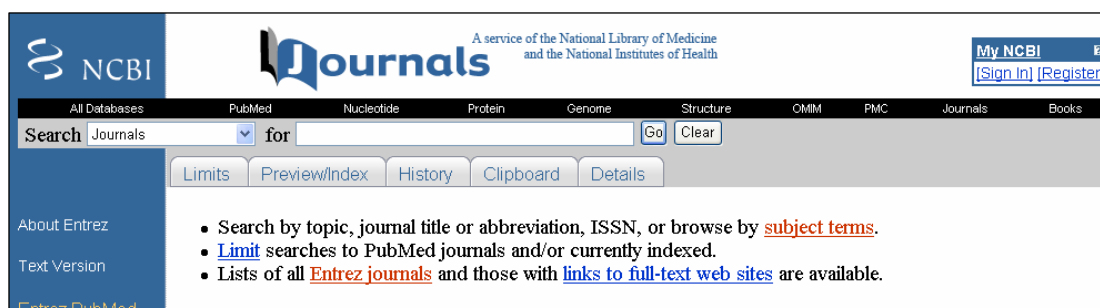 NCBI
Journals
A service of the National Library of Medicine
and the National Institutes of Health
My NCBI
[Sign In] [Register
All Databases PubMed Nucleotide Protein Genome Structure OMIM PMC Journals Books
Search Journals for Go Clear
Limits Preview/Index History Clipboard Details
About Entrez
Text Version
Entrez PubMed
• Search by topic, journal title or abbreviation, ISSN, or browse by subject terms.
• Limit searches to PubMed journals and/or currently indexed.
• Lists of all Entrez journals and those with links to full-text web sites are available.